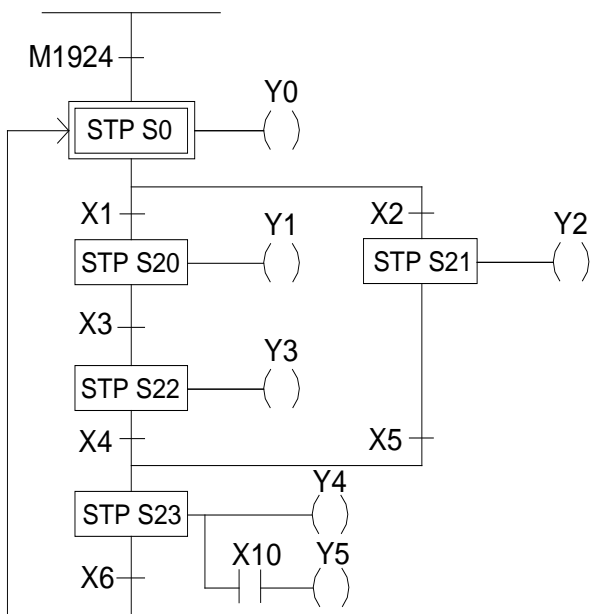 M1924
Y0
STP S0
X1 Y1 X2 Y2
STP S20 STP S21
X3 Y3
STP S22
X4 X5
Y4
STP S23
X10 Y5
X6